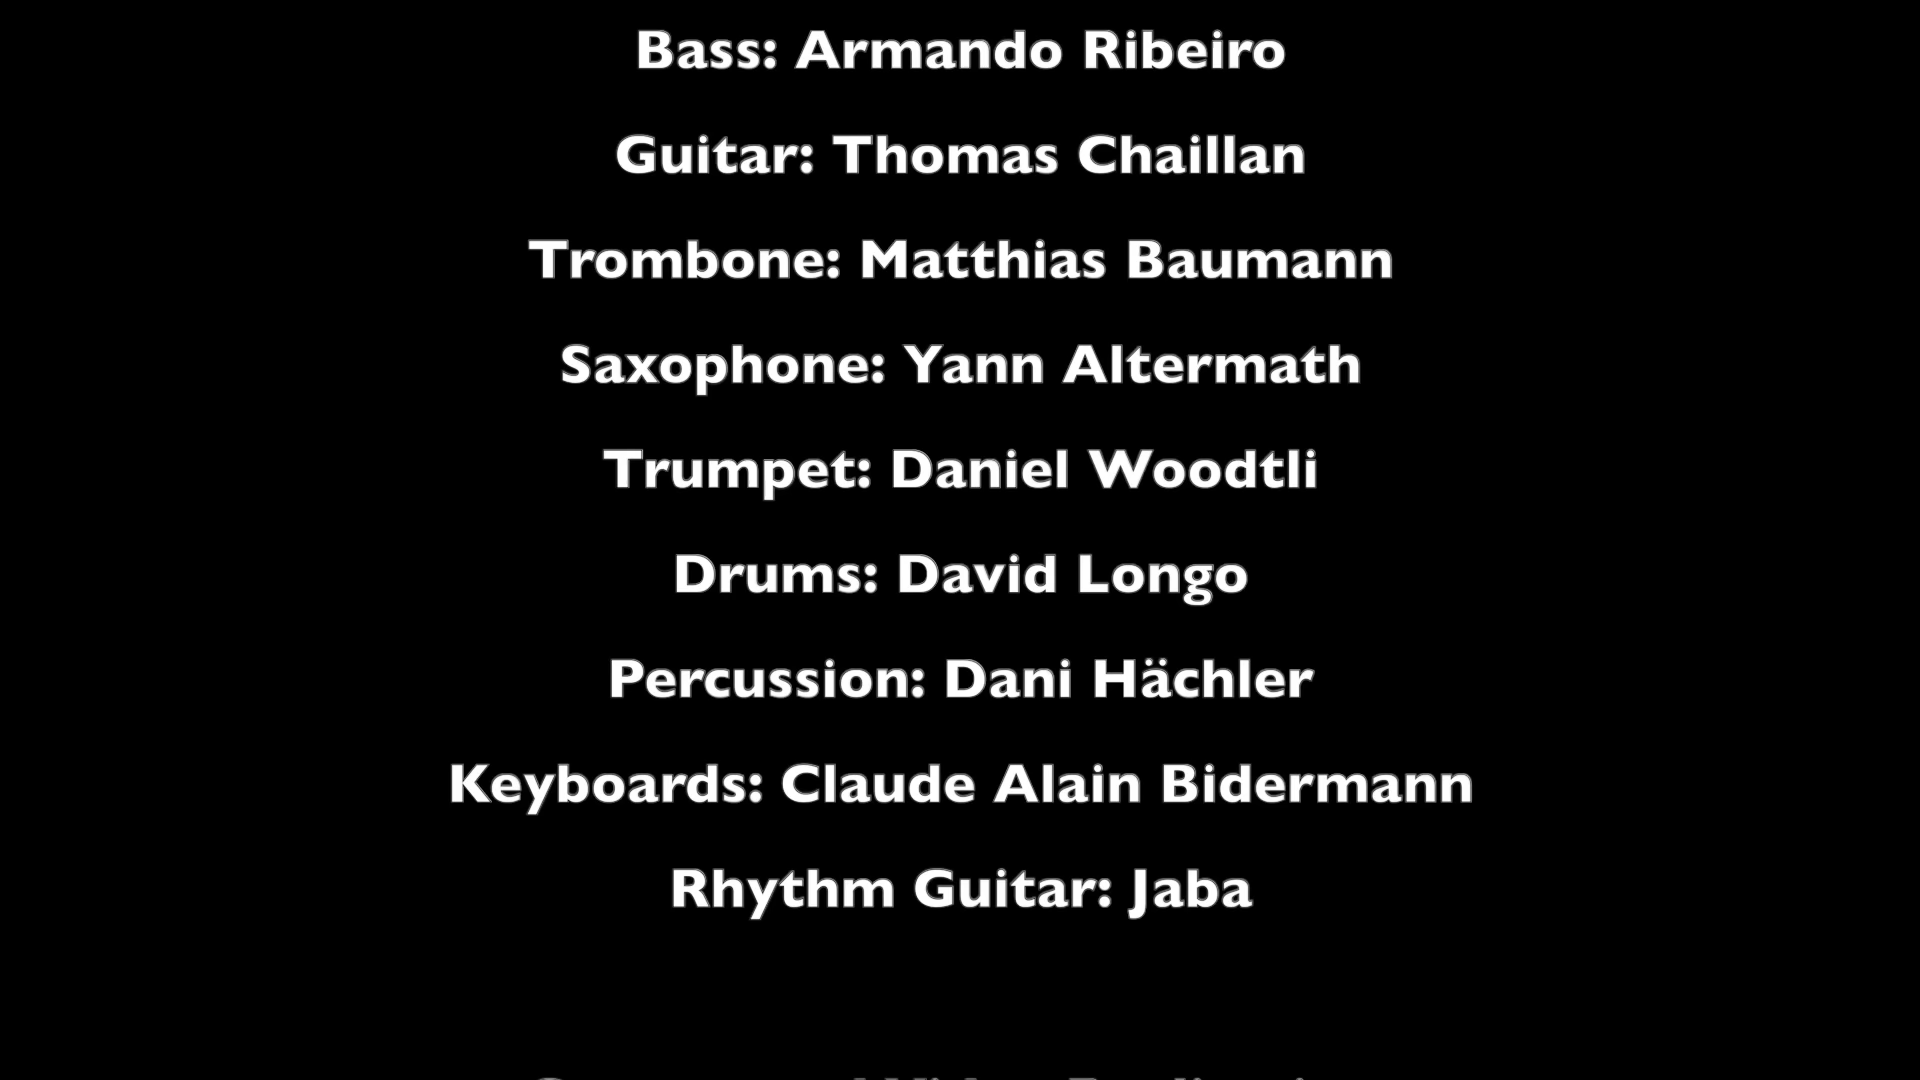 Bass: Armando Ribeiro
Guitar: Thomas Chaillan
Trombone: Matthias Baumann
Saxophone: Yann Altermath
Trumpet: Daniel Woodtli
Drums: David Longo
Percussion: Dani Hächler
Keyboards: Claude Alain Bidermann
Rhythm Guitar: Jaba